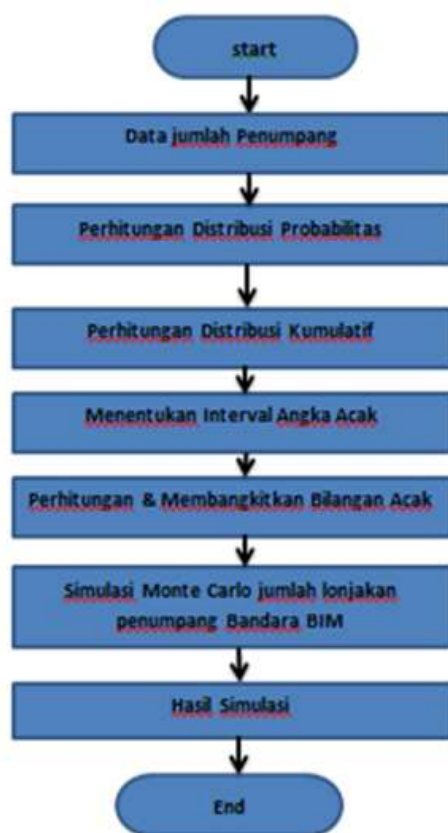 start
Data jumlah Penumpang
Perhitungan Distribusi Probabilitas
Perhitungan Distribusi Kumulatif
Menentukan Interval Angka Acak
Perhitungan & Membangkitkan Bilangan Acak
Simulasi Monte Carlo jumlah lonjakan
penumpang Bandara BIM
Hasil Simulasi
End